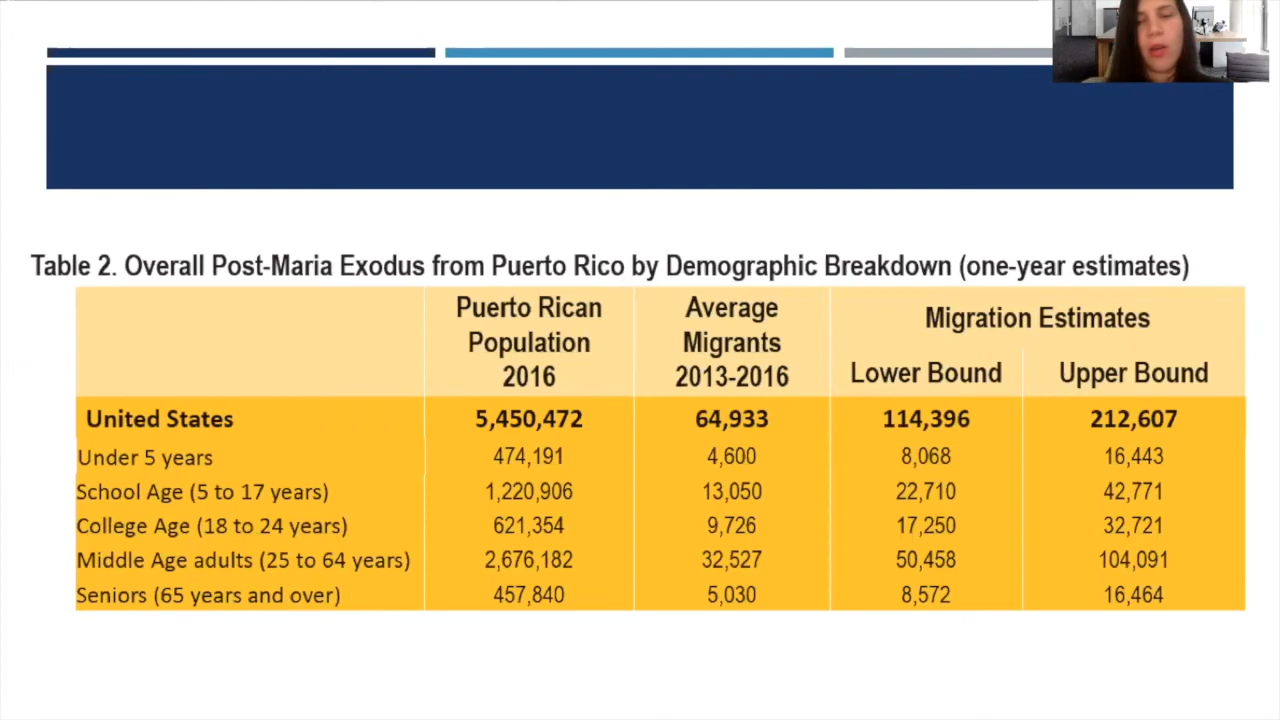 Table 2. Overall Post-Maria Exodus from Puerto Rico by Demographic Breakdown (one-year estimates)
Puerto Rican Population 2016 Average Migrants 2013-2016 Migration Estimates
Lower Bound Upper Bound
United States 5,450,472 64,933 114,396 212,607
Under 5 years 474,191 4,600 8,068 16,443
School Age (5 to 17 years) 1,220,906 13,050 22,710 42,771
College Age (18 to 24 years) 621,354 9,726 17,250 32,721
Middle Age adults (25 to 64 years) 2,676,182 32,527 50,458 104,091
Seniors (65 years and over) 457,840 5,030 8,572 16,464